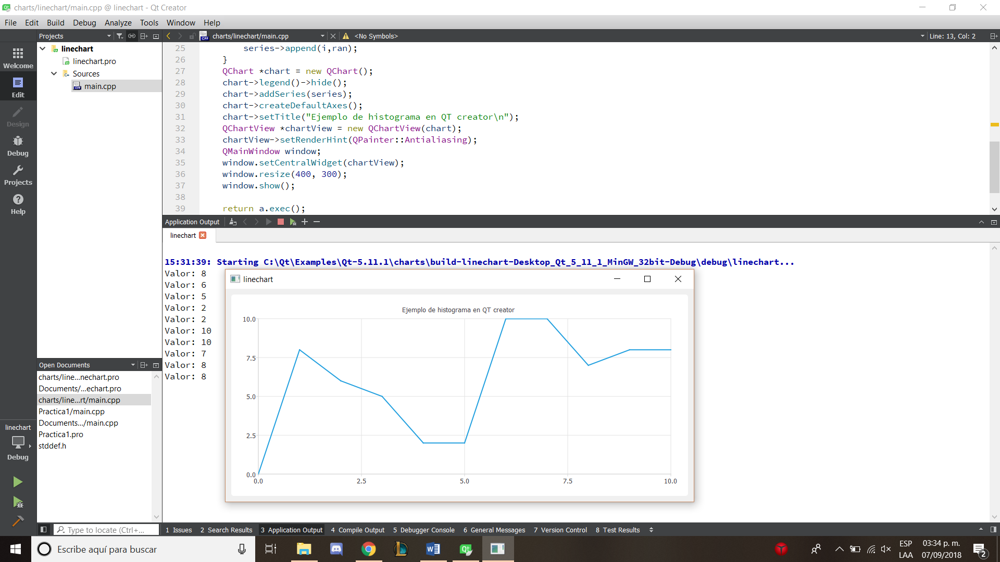 charts/linechart/main.cpp @ linechart - Qt Creator
File Edit Build Debug Analyze Tools Window Help
Projects
charts/linechart/main.cpp
<No Symbols>
Line: 13, Col: 2
Welcome
Edit
Design
Debug
Projects
Help
linechart
linechart.pro
Sources
main.cpp
25 series->append(i,ran);
26 }
27 QChart *chart = new QChart();
28 chart->legend()->hide();
29 chart->addSeries(series);
30 chart->createDefaultAxes();
31 chart->setTitle("Ejemplo de histograma en QT creator\n");
32 QChartView *chartView = new QChartView(chart);
33 chartView->setRenderHint(QPainter::Antialiasing);
34 QMainWindow window;
35 window.setCentralWidget(chartView);
36 window.resize(400, 300);
37 window.show();
38
39 return a.exec();
Application Output
linechart
15:31:39: Starting C:\Qt\Examples\Qt-5.11.1\charts\build-linechart-Desktop_Qt_5_11_1_MinGW_32bit-Debug\debug\linechart...
Valor: 8
Valor: 6
Valor: 5
Valor: 2
Valor: 2
Valor: 10
Valor: 10
Valor: 7
Valor: 8
Valor: 8
linechart
Ejemplo de histograma en QT creator
10.0
7.5
5.0
2.5
0.0
0.0 2.5 5.0 7.5 10.0
Open Documents
charts/line...nechart.pro
Documents/...echart.pro
charts/line...rt/main.cpp
Practica1/main.cpp
Documents.../main.cpp
Practica1.pro
stddef.h
linechart
Debug
Type to locate (Ctrl+...
1 Issues 2 Search Results 3 Application Output 4 Compile Output 5 Debugger Console 6 General Messages 7 Version Control 8 Test Results
Escribe aquí para buscar
ESP
LAA
03:34 p. m.
07/09/2018
2